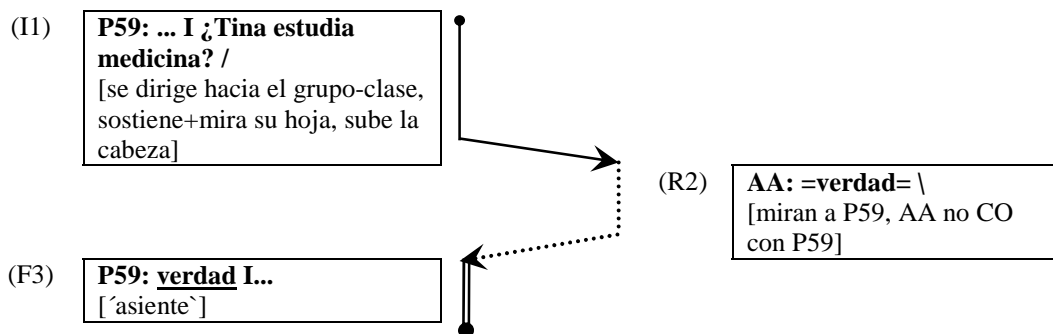 (I1)
P59: ... I ¿Tina estudia
medicina? /
[se dirige hacia el grupo-clase,
sostiene+mira su hoja, sube la
cabeza]
(R2)
AA: =verdad= \
[miran a P59, AA no CO
con P59]
(F3)
P59: verdad I...
[´asiente`]